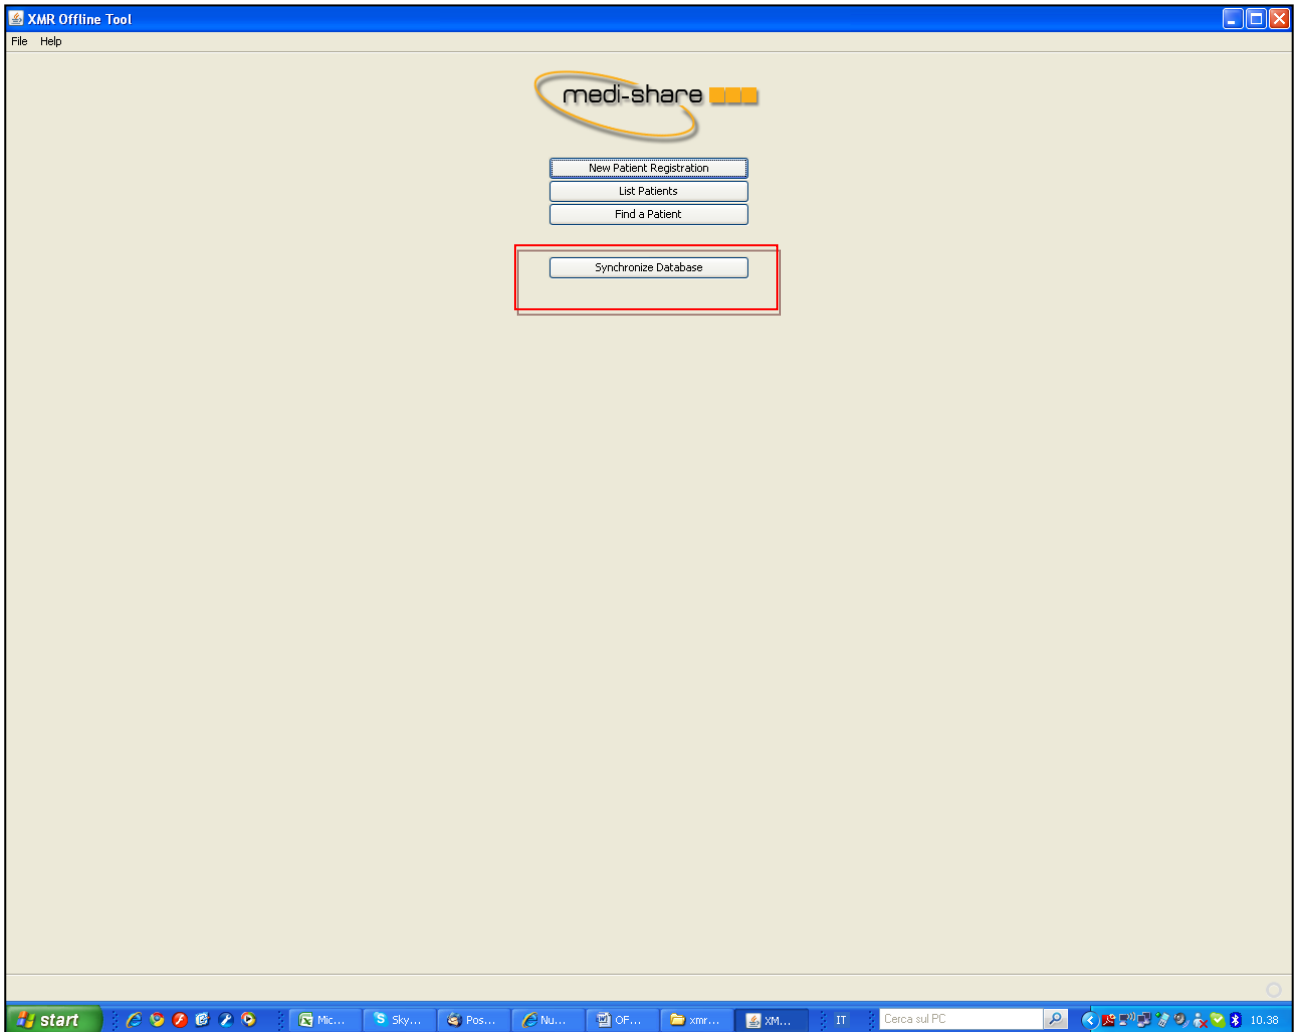 XMR Offline Tool
File Help
medi-share
New Patient Registration
List Patients
Find a Patient
Synchronize Database
start Mic... Sky... Pos... Nu... OF... xmr... XM... IT Cerca sul PC 10.38